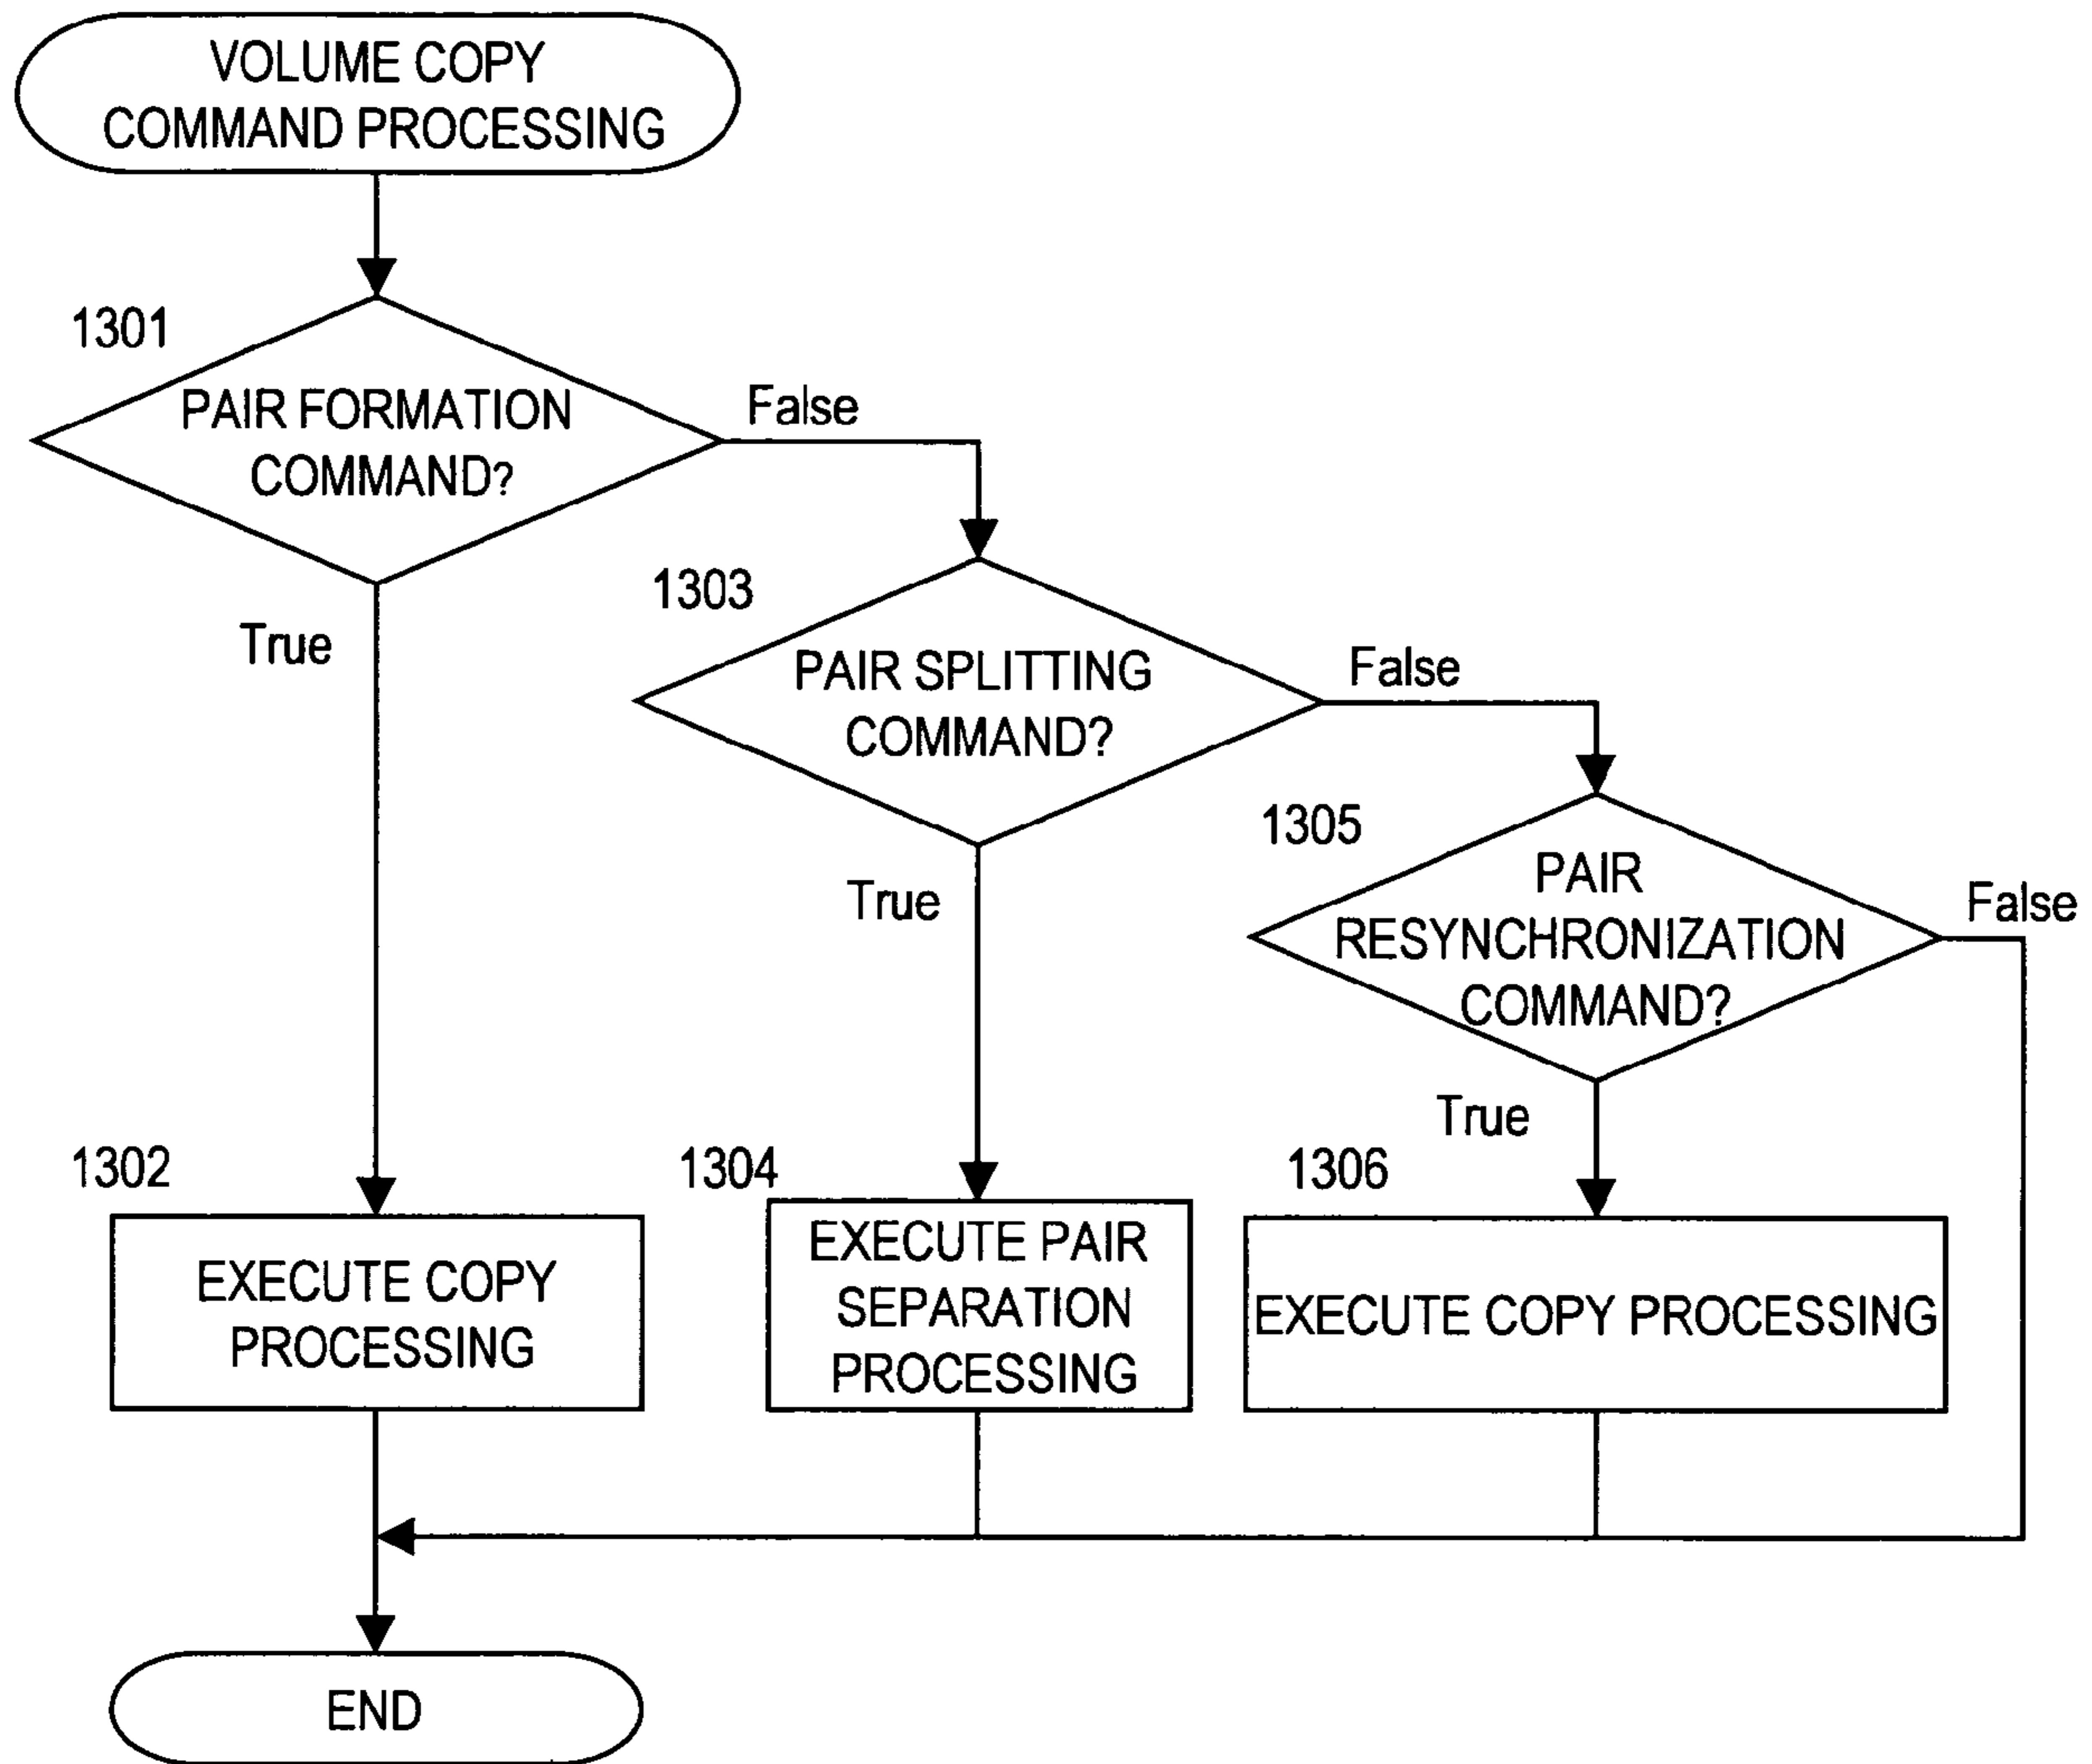 VOLUME COPY
COMMAND PROCESSING
1301
PAIR FORMATION
COMMAND?
False
True
1303
PAIR SPLITTING
COMMAND?
False
True
1305
PAIR
RESYNCHRONIZATION
COMMAND?
False
True
1302
EXECUTE COPY
PROCESSING
1304
EXECUTE PAIR
SEPARATION
PROCESSING
1306
EXECUTE COPY PROCESSING
END